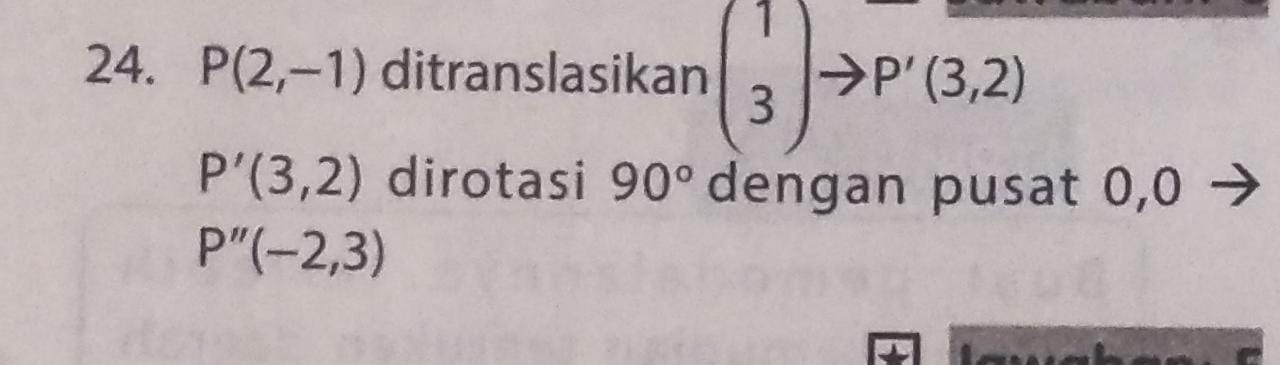 24. P(2,−1) ditranslasikan (1 3) →P′(3,2)
P′(3,2) dirotasi 90° dengan pusat 0,0 →
P″(−2,3)